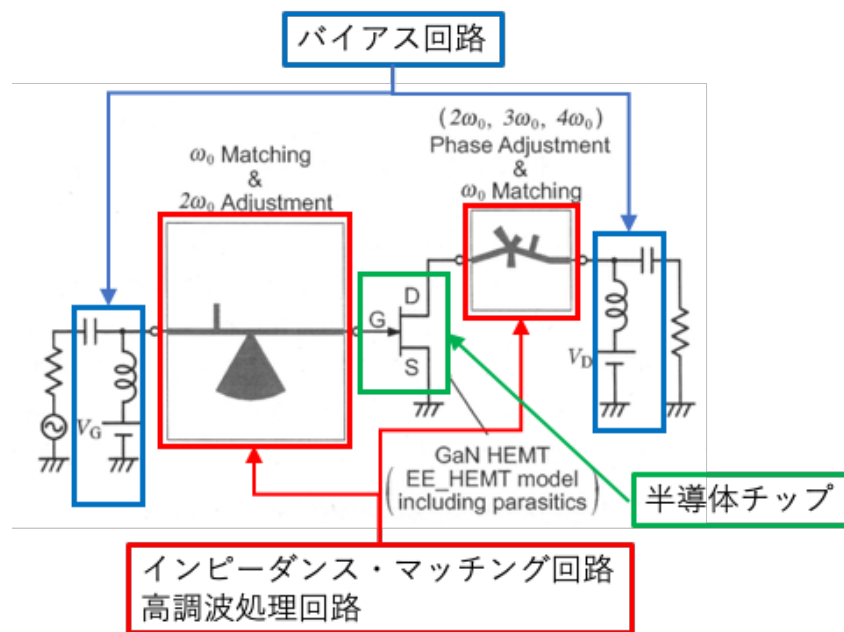 バイアス回路
(2ω₀, 3ω₀, 4ω₀)
Phase Adjustment
&
ω₀ Matching
ω₀ Matching
&
2ω₀ Adjustment
D
G
S
V_G
V_D
GaN HEMT
( EE_HEMT model
including parasitics )
半導体チップ
インピーダンス・マッチング回路
高調波処理回路